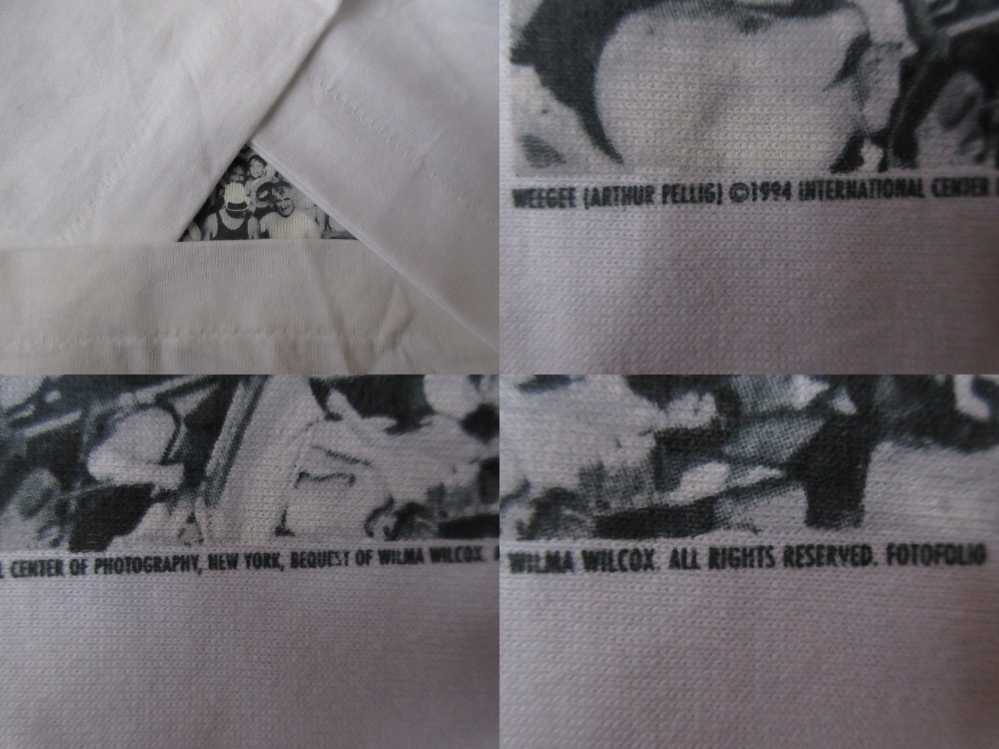 WEEGEE (ARTHUR FELLIG) ©1994 INTERNATIONAL CENTER
L CENTER OF PHOTOGRAPHY, NEW YORK, BEQUEST OF WILMA WILCOX.
WILMA WILCOX. ALL RIGHTS RESERVED. FOTOFOLIO